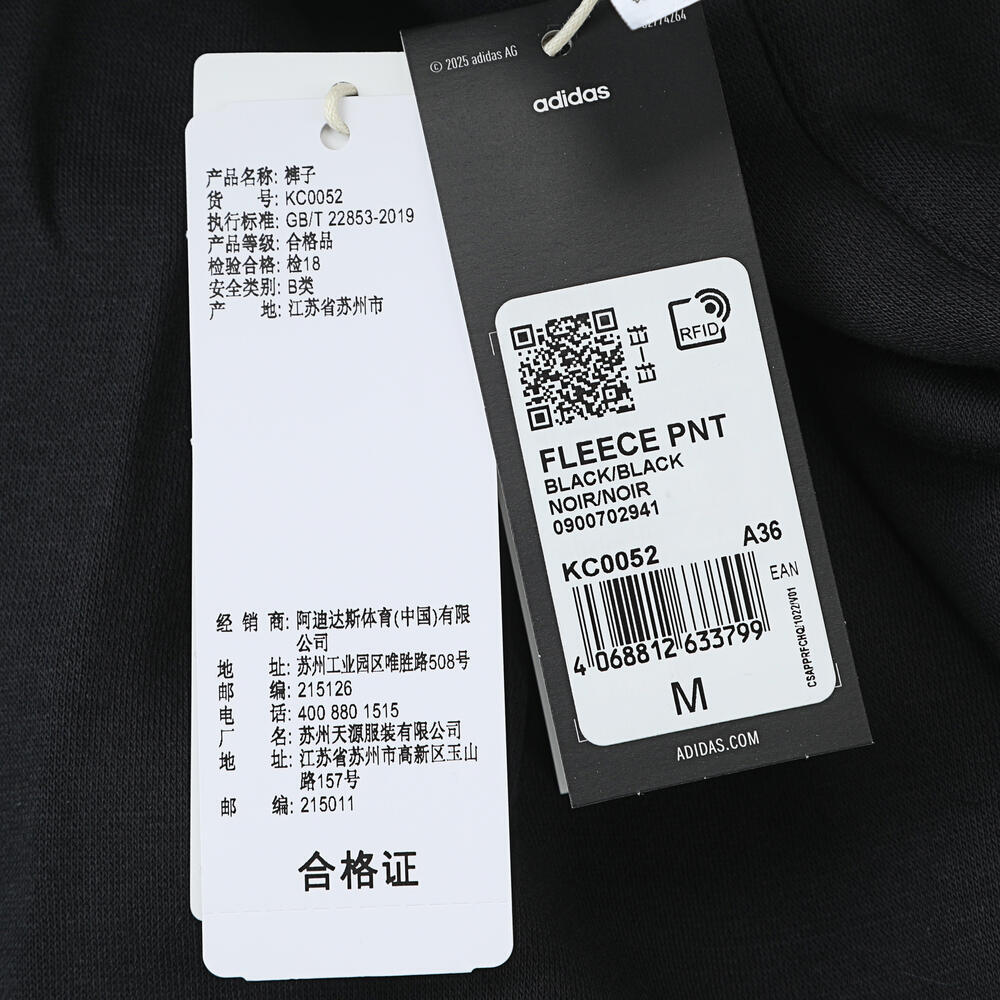 产品名称: 裤子
货 号: KC0052
执行标准: GB/T 22853-2019
产品等级: 合格品
检验合格: 检18
安全类别: B类
产 地: 江苏省苏州市
经 销 商: 阿迪达斯体育(中国)有限
公司
地 址: 苏州工业园区唯胜路508号
邮 编: 215126
电 话: 400 880 1515
厂 名: 苏州天源服装有限公司
地 址: 江苏省苏州市高新区玉山
路157号
邮 编: 215011
合格证
© 2025 adidas AG
adidas
扫一扫
RFID
FLEECE PNT
BLACK/BLACK
NOIR/NOIR
0900702941
A36
KC0052
EAN
4 068812 633799
CSAPPRFCHQ/1022/V01
M
ADIDAS.COM